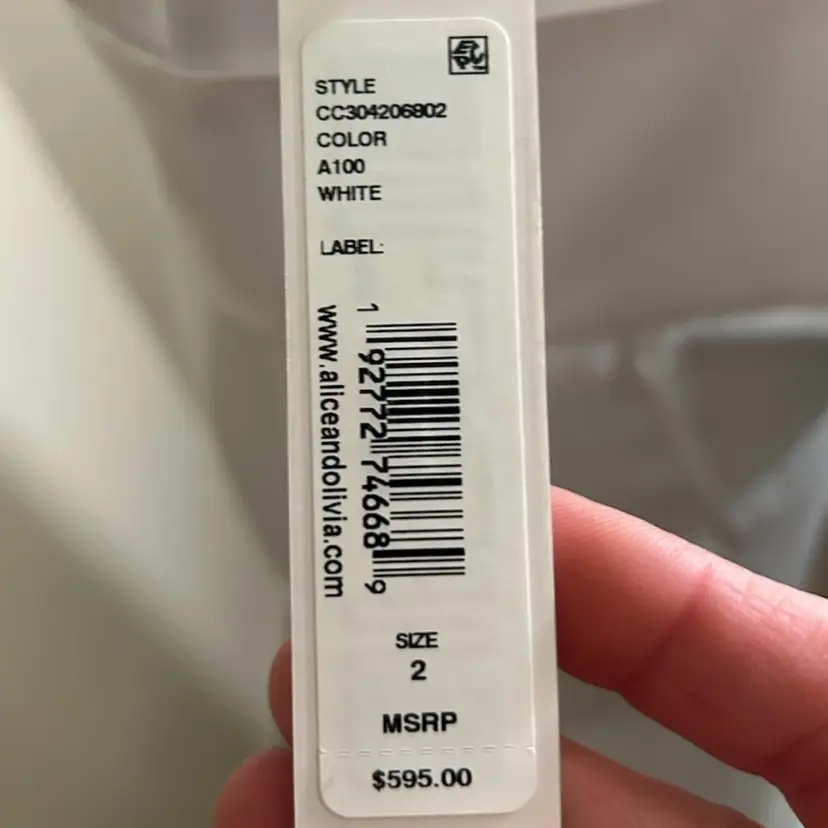 STYLE
CC304206802
COLOR
A100
WHITE
LABEL:
1 92772 74668 9
www.aliceandolivia.com
SIZE
2
MSRP
$595.00